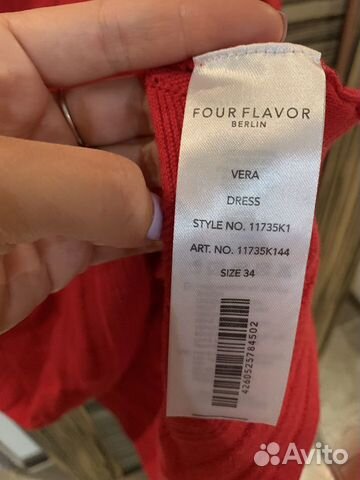 FOUR FLAVOR
BERLIN
VERA
DRESS
STYLE NO. 11735K1
ART. NO. 11735K144
SIZE 34
4260525784502
Avito